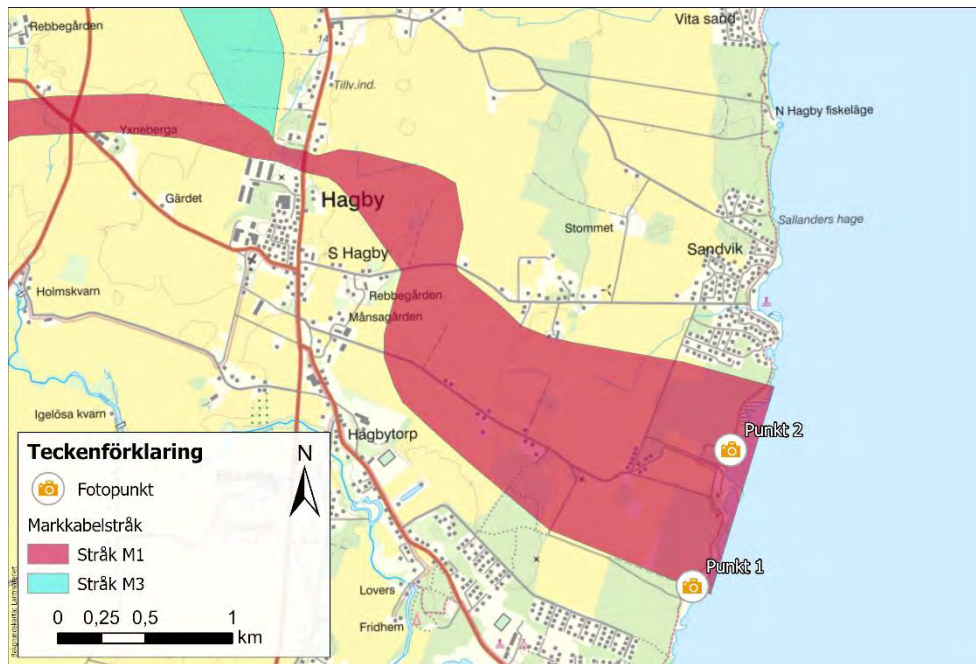 Vita sand
Rebbegården
14
Tillv.ind.
N Hagby fiskeläge
Yxneberga
Hagby
Gärdet
Sallanders hage
Stommet
S Hagby
Sandvik
Holmskvarn
Rebbegården
Månsagården
Igelösa kvarn
Hagbytorp
Punkt 2
Punkt 1
Lovers
Fridhem
Teckenförklaring
N
Fotopunkt
Markkabelstråk
Stråk M1
Stråk M3
0 0,25 0,5 1
km